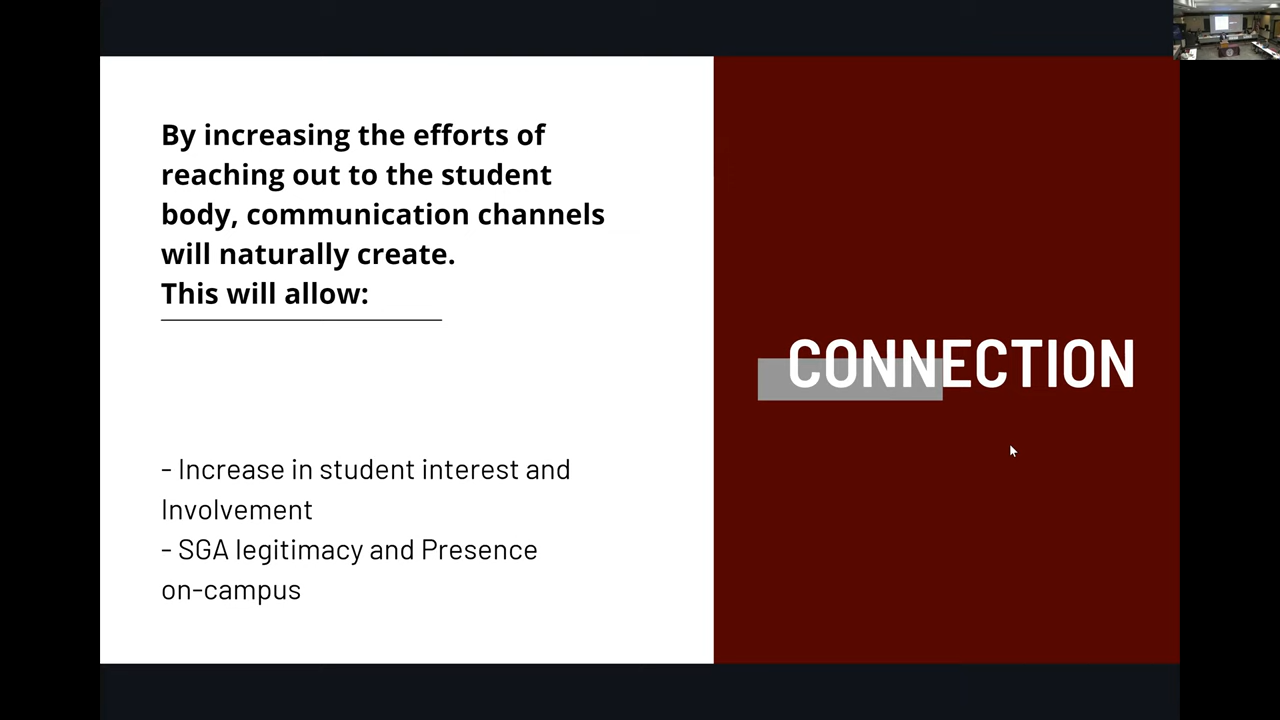 By increasing the efforts of
reaching out to the student
body, communication channels
will naturally create.
This will allow:
- Increase in student interest and
Involvement
- SGA legitimacy and Presence
on-campus
CONNECTION